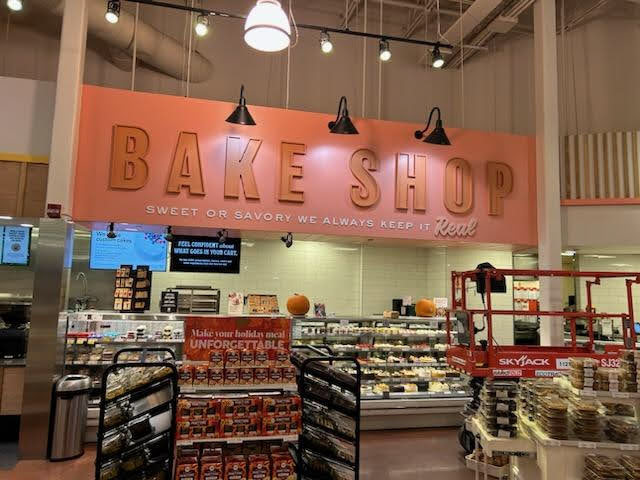 BAKE SHOP
SWEET OR SAVORY WE ALWAYS KEEP IT Real
FEEL CONFIDENT about
WHAT GOES IN YOUR CART.
Make your holiday meal
UNFORGETTABLE
SKYJACK
SJ32